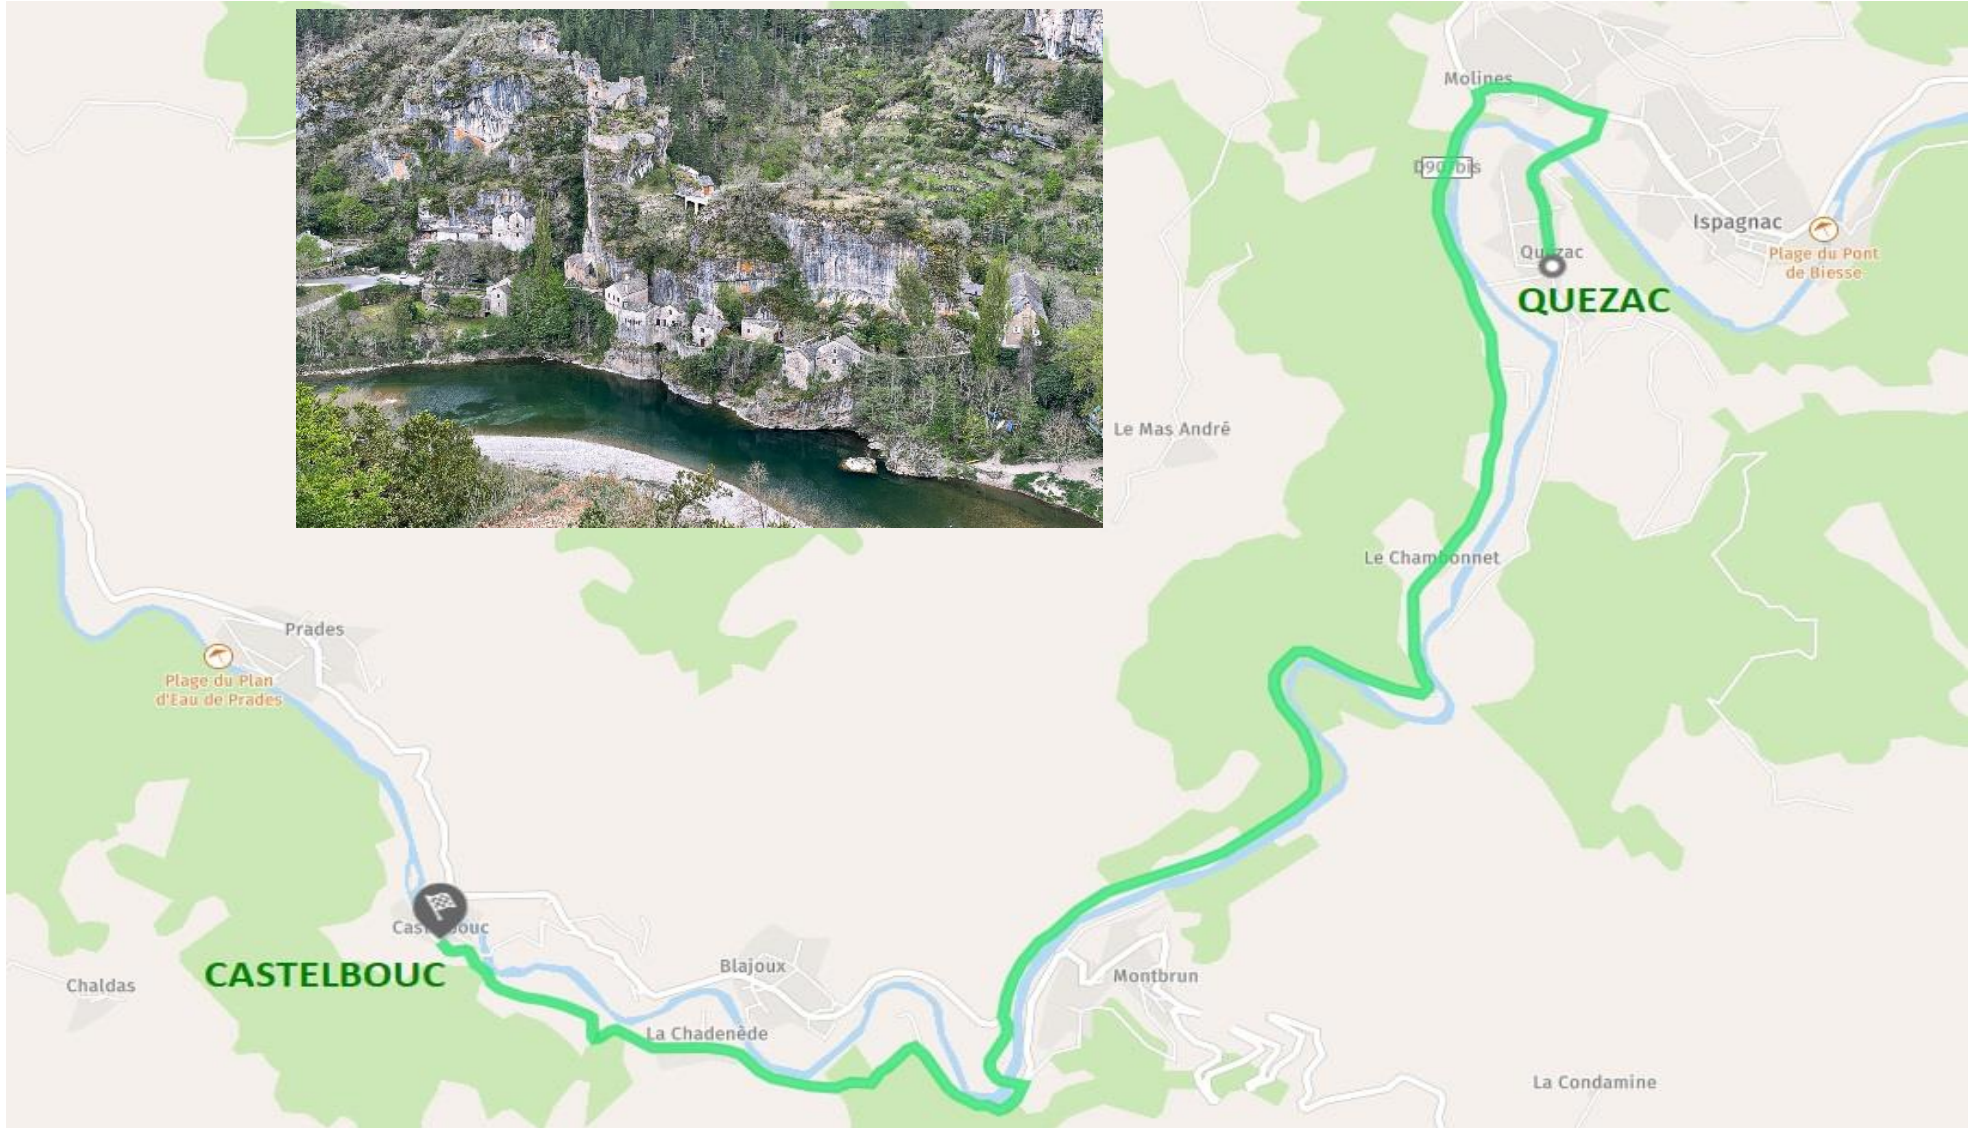 Molines
D907bis
Ispagnac
Plage du Pont
de Biesse
Quézac
QUEZAC
Le Mas André
Le Chambonnet
Prades
Plage du Plan
d'Eau de Prades
Castelbouc
CASTELBOUC
Blajoux
Montbrun
Chaldas
La Chadenède
La Condamine